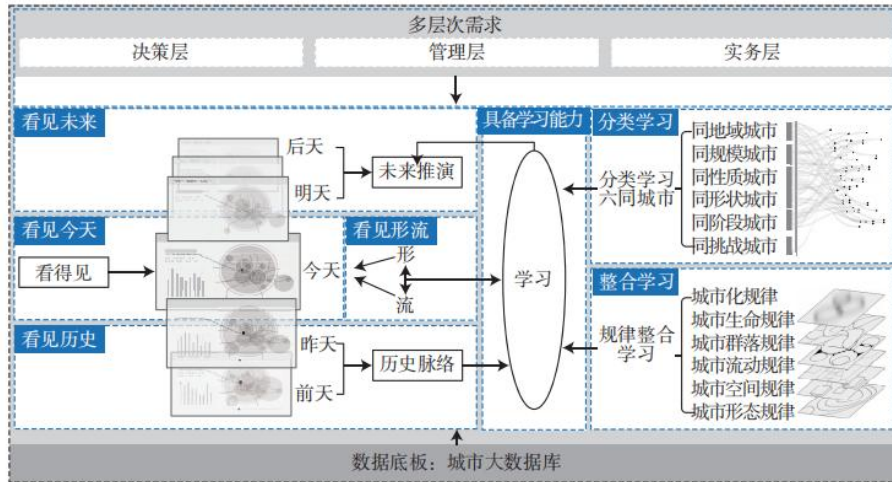 多层次需求
决策层
管理层
实务层
看见未来
后天
明天
未来推演
具备学习能力
学习
分类学习
分类学习
六同城市
同地域城市
同规模城市
同性质城市
同形状城市
同阶段城市
同挑战城市
看见今天
看得见
今天
看见形流
形
流
整合学习
规律整合
学习
城市化规律
城市生命规律
城市群落规律
城市流动规律
城市空间规律
城市形态规律
看见历史
昨天
前天
历史脉络
数据底板：城市大数据库